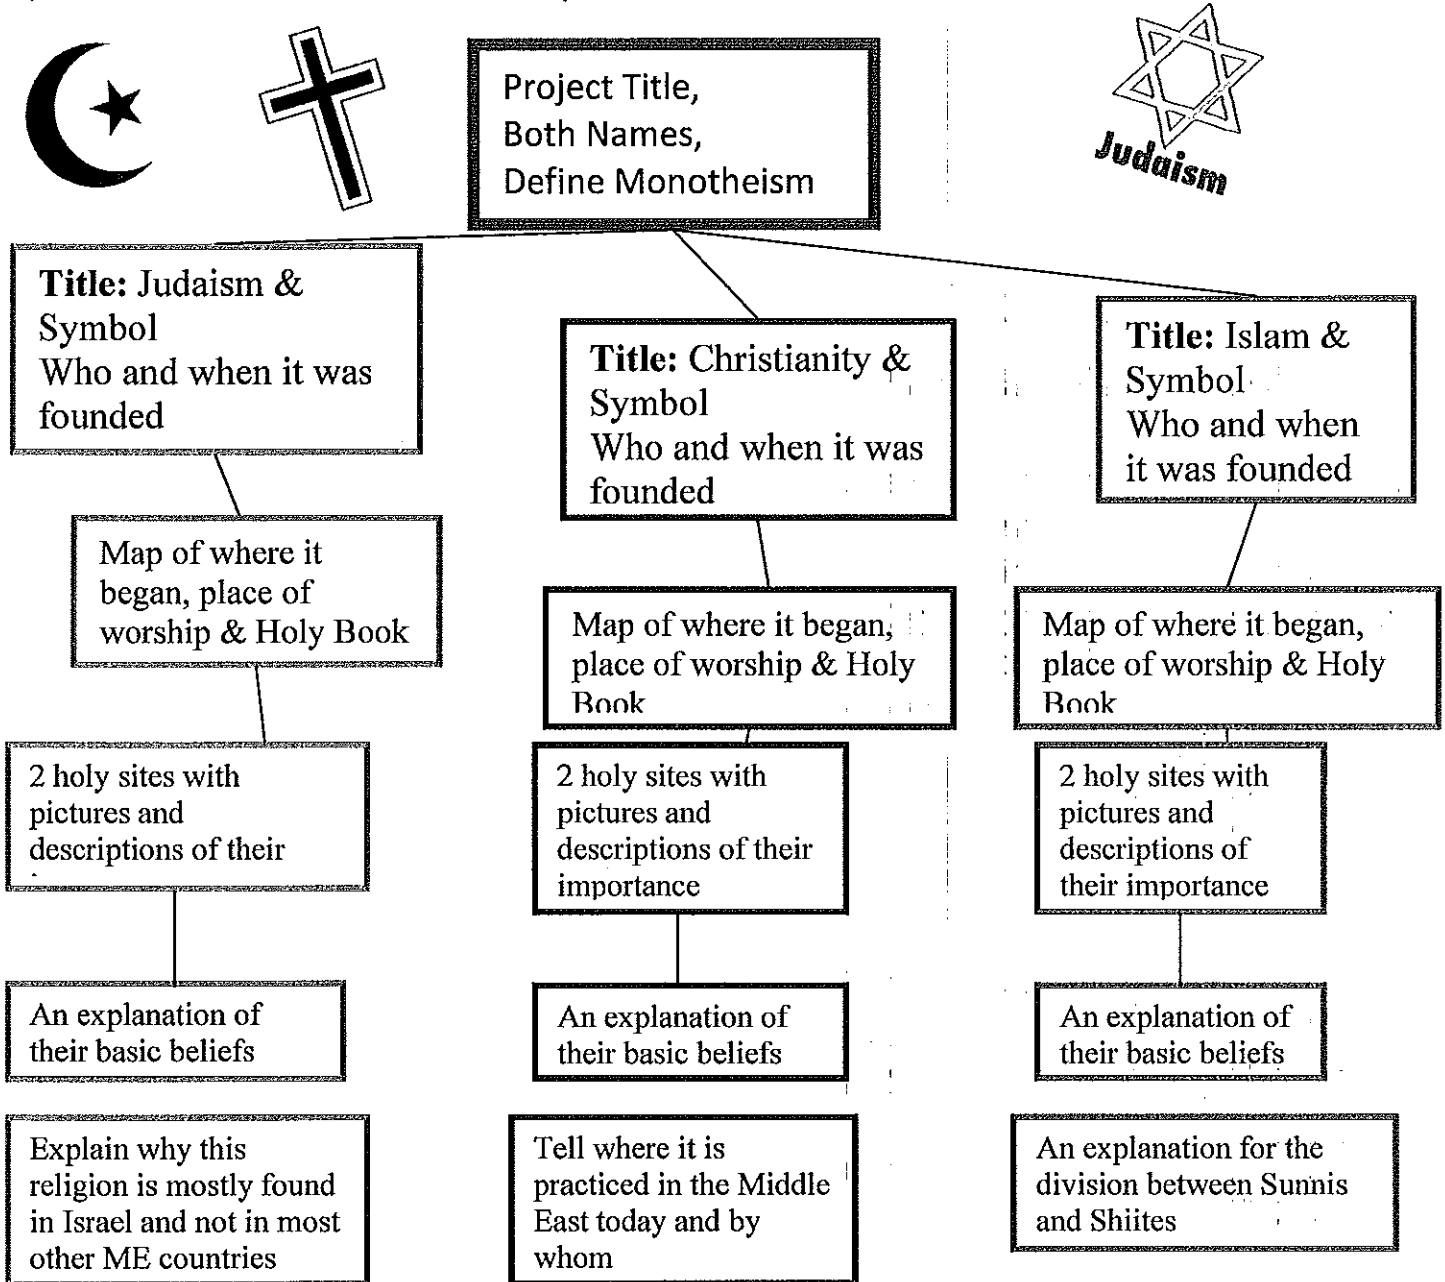 Project Title,
Both Names,
Define Monotheism
Judaism
Title: Judaism &
Symbol
Who and when it was
founded
Title: Christianity &
Symbol
Who and when it was
founded
Title: Islam &
Symbol
Who and when
it was founded
Map of where it
began, place of
worship & Holy Book
Map of where it began,
place of worship & Holy
Book
Map of where it began,
place of worship & Holy
Book
2 holy sites with
pictures and
descriptions of their
2 holy sites with
pictures and
descriptions of their
importance
2 holy sites with
pictures and
descriptions of
their importance
An explanation of
their basic beliefs
An explanation of
their basic beliefs
An explanation of
their basic beliefs
Explain why this
religion is mostly found
in Israel and not in most
other ME countries
Tell where it is
practiced in the Middle
East today and by
whom
An explanation for the
division between Sunnis
and Shiites